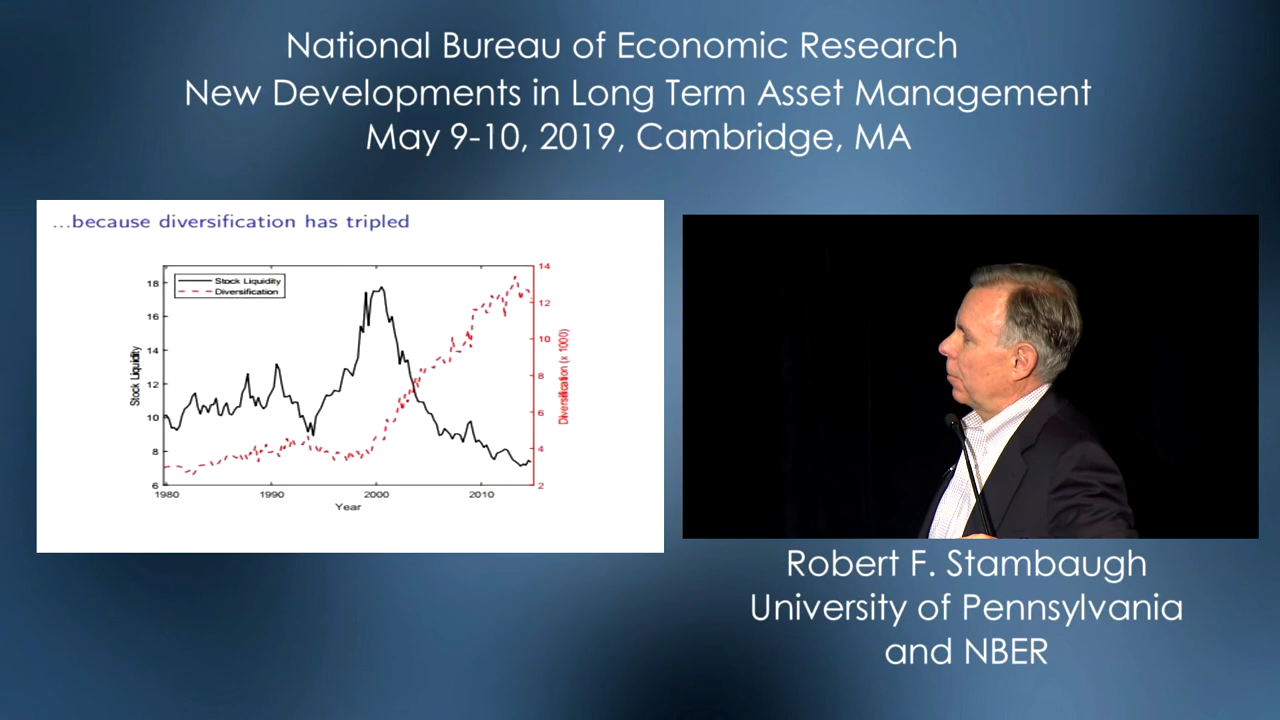 National Bureau of Economic Research
New Developments in Long Term Asset Management
May 9-10, 2019, Cambridge, MA
...because diversification has tripled
Stock Liquidity
Diversification
18
16
14
12
10
8
6
Stock Liquidity
14
12
10
8
6
4
2
Diversification (x 1000)
1980
1990
2000
2010
Year
Robert F. Stambaugh
University of Pennsylvania
and NBER